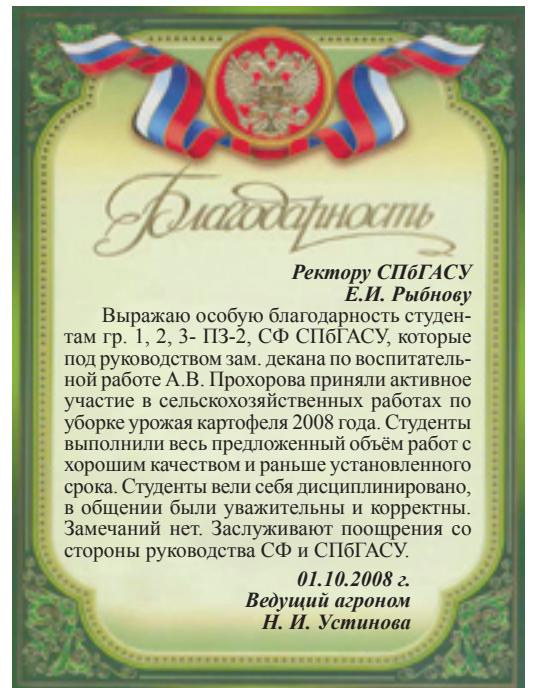 Благодарность
Ректору СПбГАСУ
Е.И. Рыбнову
Выражаю особую благодарность студен-
там гр. 1, 2, 3- ПЗ-2, СФ СПбГАСУ, которые
под руководством зам. декана по воспитатель-
ной работе А.В. Прохорова приняли активное
участие в сельскохозяйственных работах по
уборке урожая картофеля 2008 года. Студенты
выполнили весь предложенный объём работ с
хорошим качеством и раньше установленного
срока. Студенты вели себя дисциплинировано,
в общении были уважительны и корректны.
Замечаний нет. Заслуживают поощрения со
стороны руководства СФ и СПбГАСУ.
01.10.2008 г.
Ведущий агроном
Н. И. Устинова